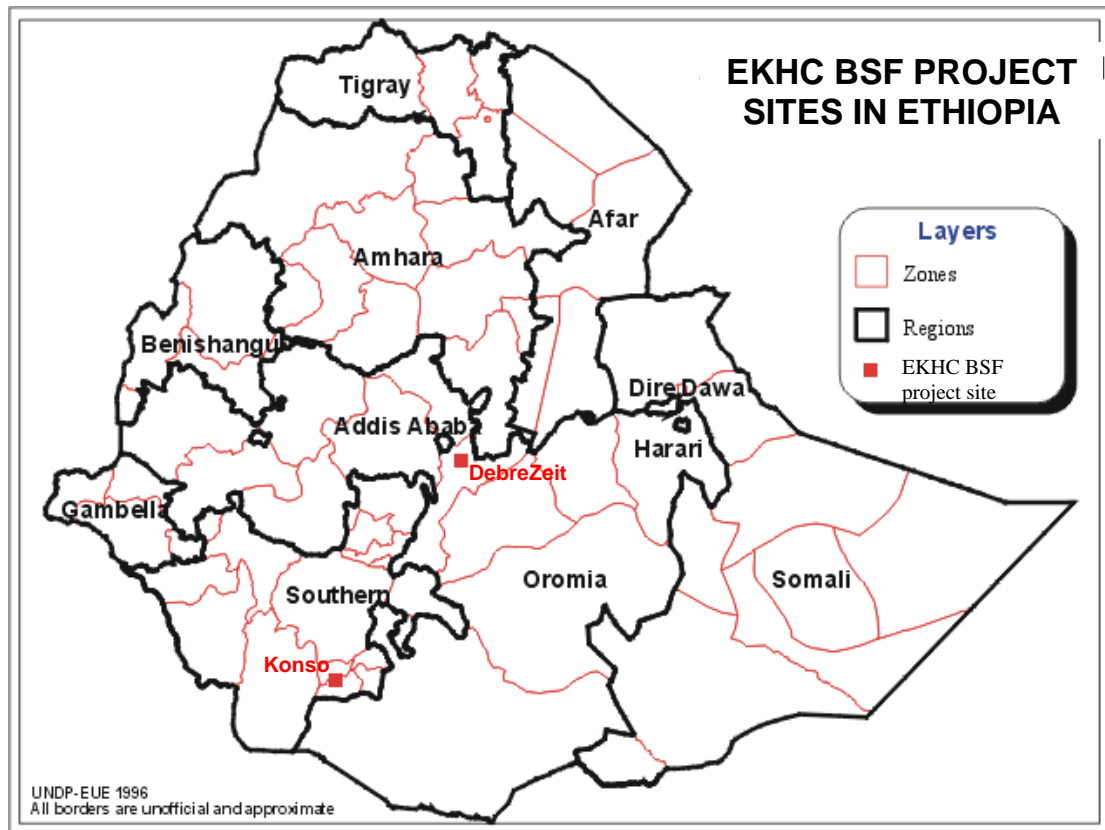 EKHC BSF PROJECT
SITES IN ETHIOPIA
Tigray
Afar
Amhara
Layers
Zones
Regions
EKHC BSF
project site
Benishangul
Dire Dawa
Addis Ababa
Harari
DebreZeit
Gambella
Oromia
Somali
Southern
Konso
UNDP-EUE 1996
All borders are unofficial and approximate